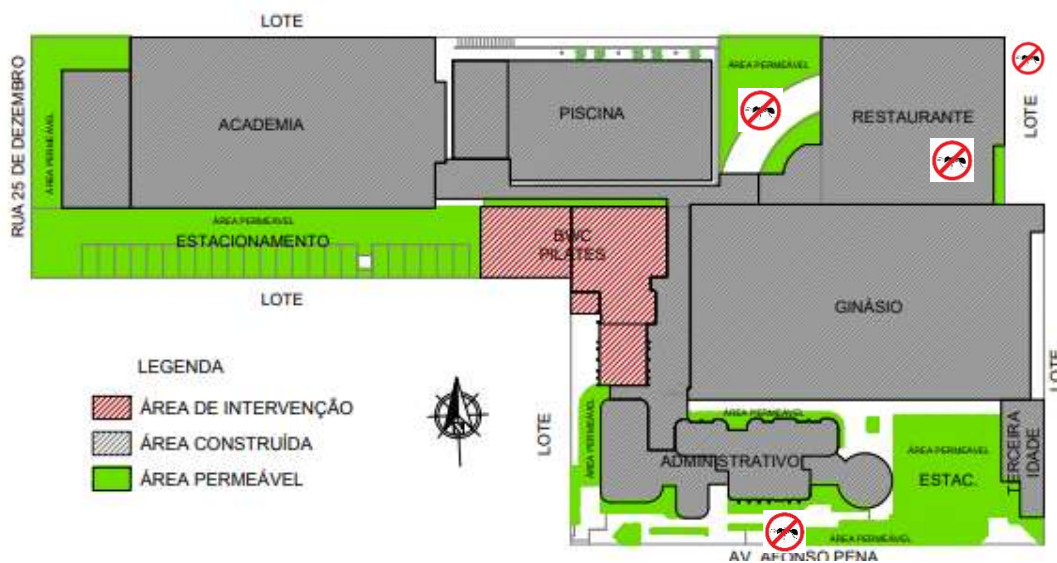 LOTE
RUA 25 DE DEZEMBRO
ÁREA PERMEÁVEL
ACADEMIA
PISCINA
ÁREA PERMEÁVEL
RESTAURANTE
LOTE
ÁREA PERMEÁVEL
ESTACIONAMENTO
BWC
PILATES
LOTE
GINÁSIO
LEGENDA
ÁREA DE INTERVENÇÃO
ÁREA CONSTRUÍDA
ÁREA PERMEÁVEL
N
LOTE
LOTE
ÁREA PERMEÁVEL
ÁREA PERMEÁVEL
ADMINISTRATIVO
ÁREA PERMEÁVEL
ESTAC.
TERCEIRA
IDADE
ÁREA PERMEÁVEL
AV. AFONSO PENA